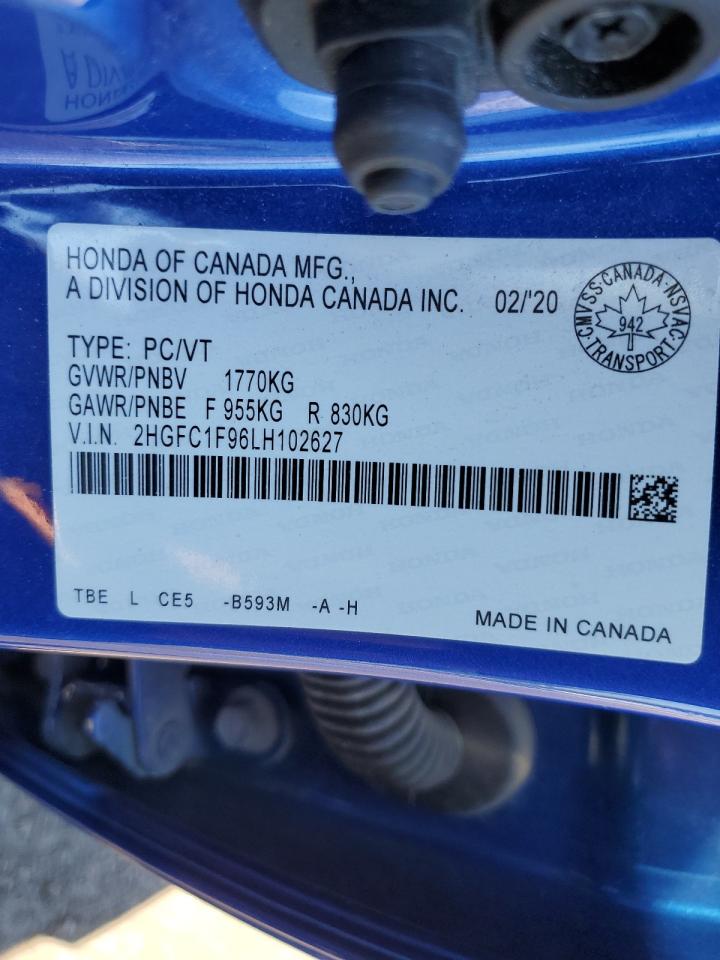 HONDA OF CANADA MFG.,
A DIVISION OF HONDA CANADA INC. 02/'20
CMVSS·CANADA·NSVAC·TRANSPORT·
942
TYPE: PC/VT
GVWR/PNBV 1770KG
GAWR/PNBE F 955KG R 830KG
V.I.N. 2HGFC1F96LH102627
TBE L CE5 -B593M -A -H
MADE IN CANADA